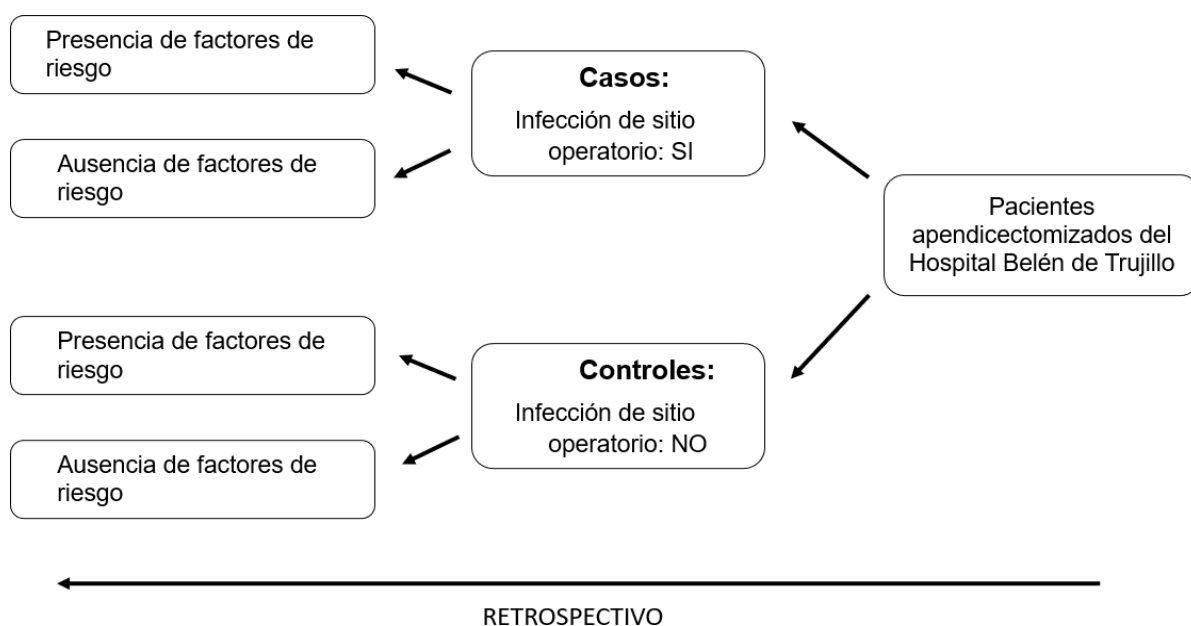 Presencia de factores de
riesgo
Ausencia de factores de
riesgo
Casos:
Infección de sitio
operatorio: SI
Pacientes
apendicectomizados del
Hospital Belén de Trujillo
Presencia de factores de
riesgo
Ausencia de factores de
riesgo
Controles:
Infección de sitio
operatorio: NO
RETROSPECTIVO